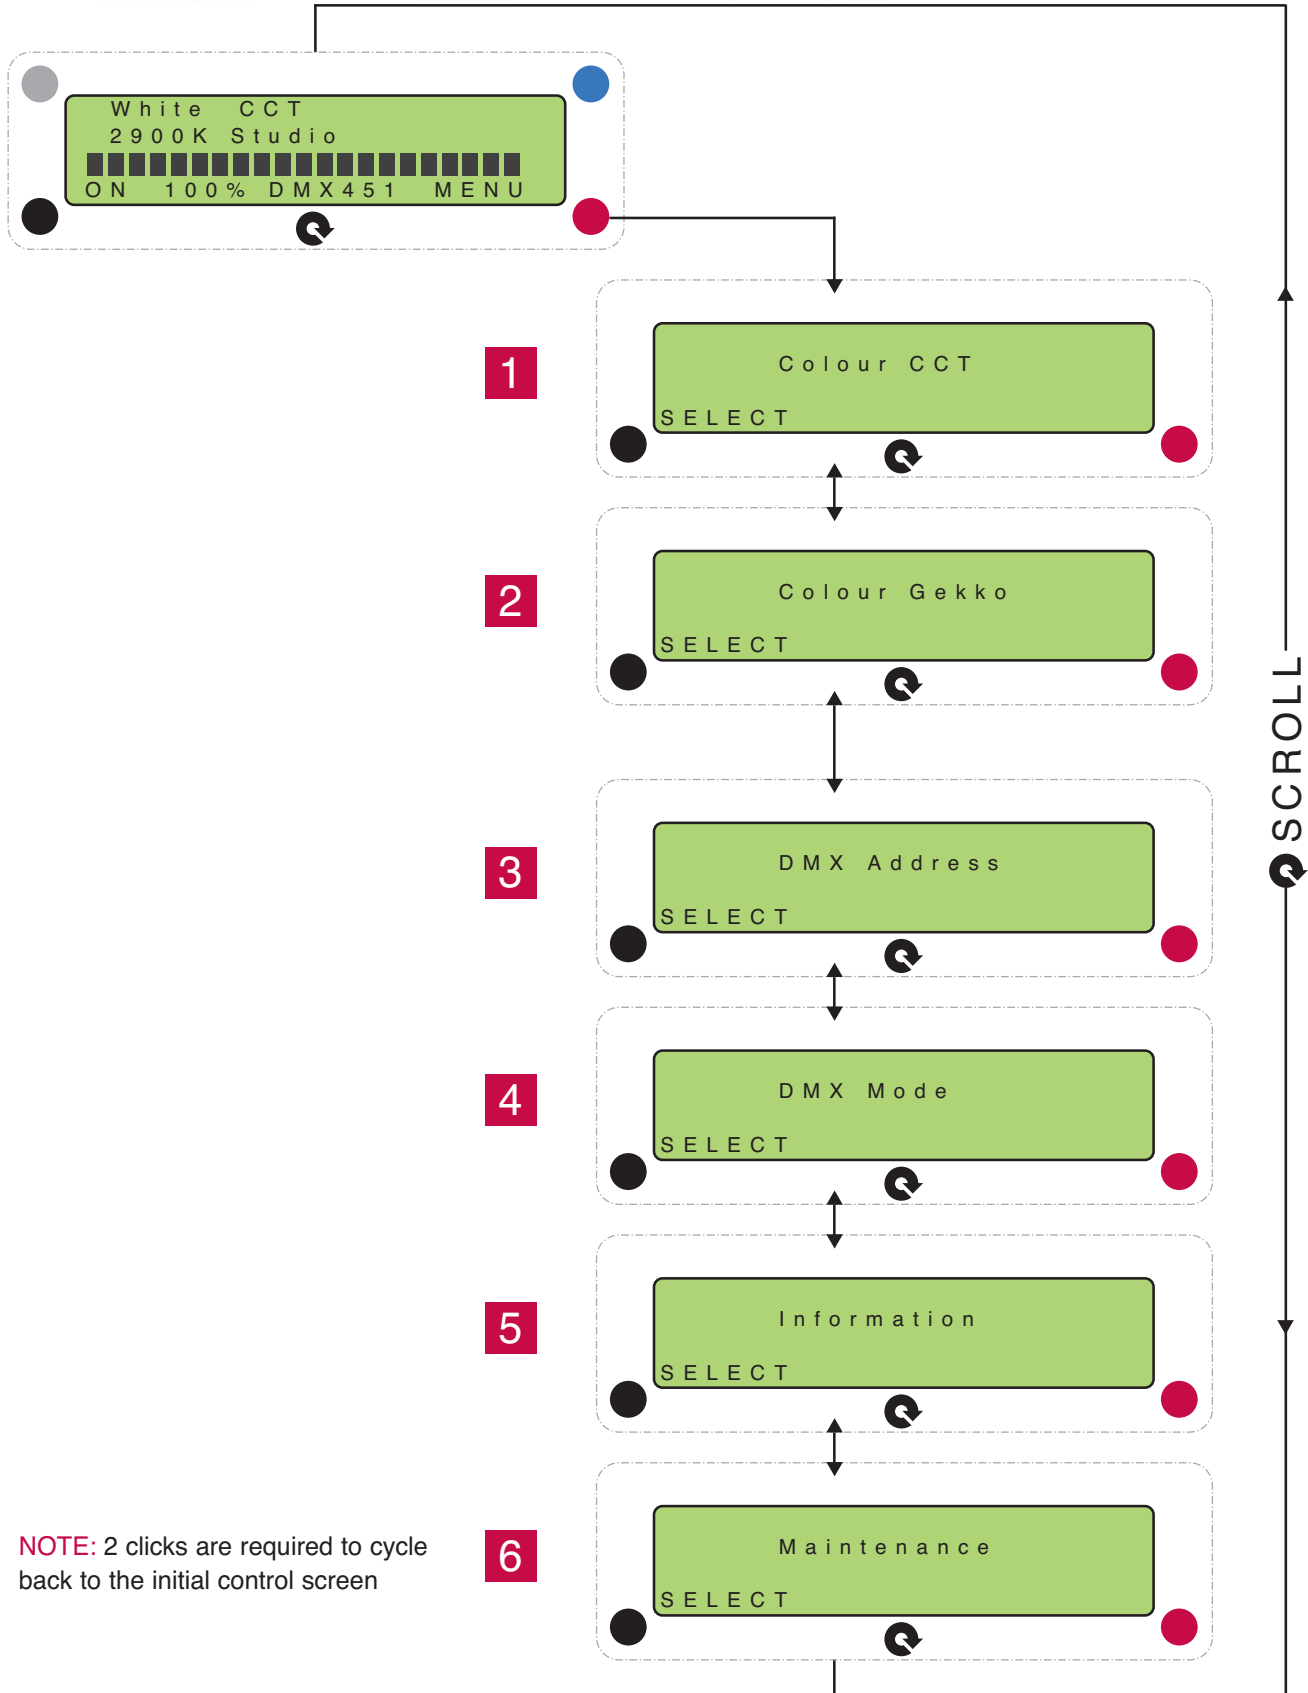 White CCT
2900K Studio
ON 100% DMX451 MENU
1
Colour CCT
SELECT
2
Colour Gekko
SELECT
SCROLL
3
DMX Address
SELECT
4
DMX Mode
SELECT
5
Information
SELECT
6
Maintenance
SELECT
NOTE: 2 clicks are required to cycle
back to the initial control screen